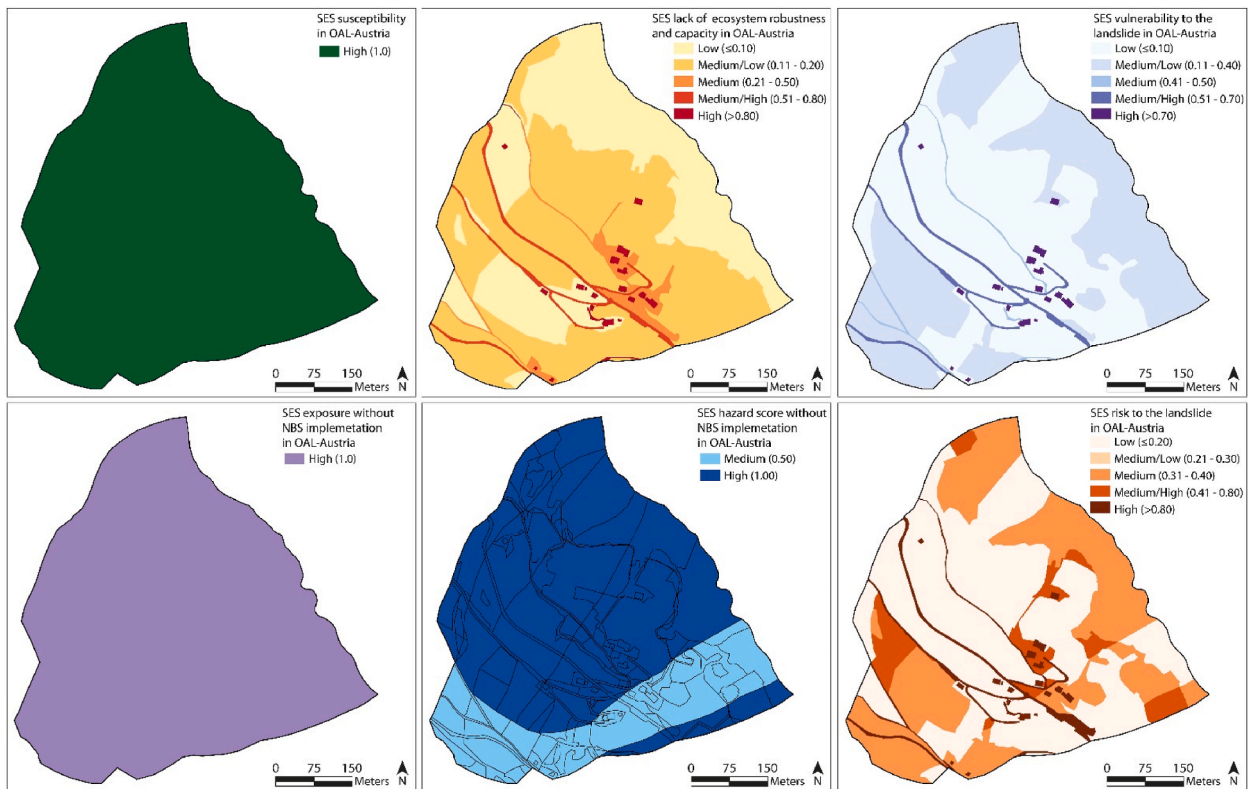 SES susceptibility
in OAL-Austria
High (1.0)
0 75 150
Meters
N
SES lack of ecosystem robustness
and capacity in OAL-Austria
Low (≤0.10)
Medium/Low (0.11 - 0.20)
Medium (0.21 - 0.50)
Medium/High (0.51 - 0.80)
High (>0.80)
0 75 150
Meters
N
SES vulnerability to the
landslide in OAL-Austria
Low (≤0.10)
Medium/Low (0.11 - 0.40)
Medium (0.41 - 0.50)
Medium/High (0.51 - 0.70)
High (>0.70)
0 75 150
Meters
N
SES exposure without
NBS implemetation
in OAL-Austria
High (1.0)
0 75 150
Meters
N
SES hazard score without
NBS implemetation
in OAL-Austria
Medium (0.50)
High (1.00)
0 75 150
Meters
N
SES risk to the landslide
in OAL-Austria
Low (≤0.20)
Medium/Low (0.21 - 0.30)
Medium (0.31 - 0.40)
Medium/High (0.41 - 0.80)
High (>0.80)
0 75 150
Meters
N